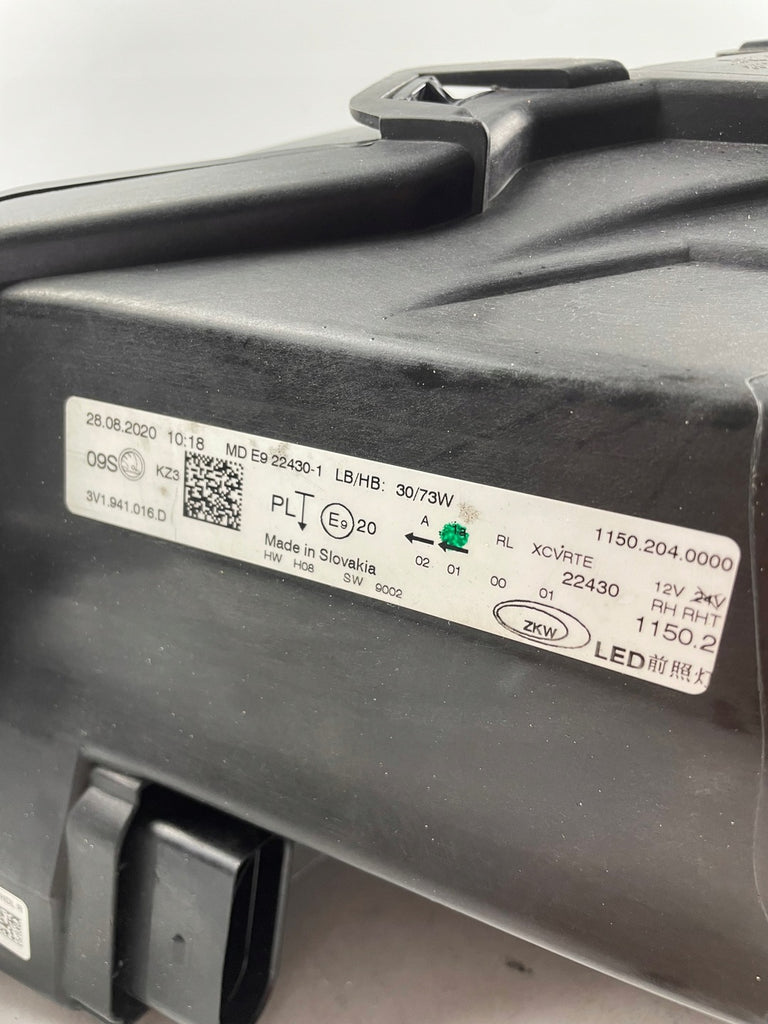 28.08.2020 10:18 MD E9 22430-1 LB/HB: 30/73W
09S KZ3
3V1.941.016.D
PL E9 20
A
02 01 00 01
RL XCVRTE
22430
Made in Slovakia
HW H08 SW 9002
ZKW
1150.204.0000
12V 24V
RH RHT
1150.2
LED前照灯